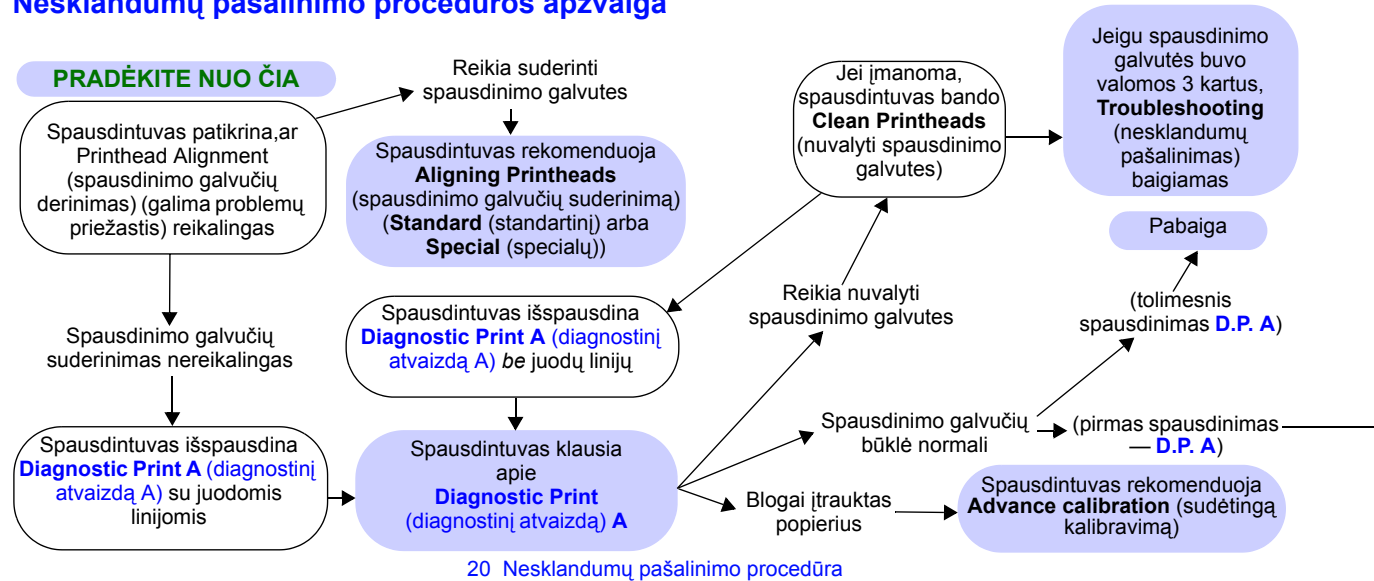 Nesklandumų pašalinimo procedūros apžvalga
PRADĖKITE NUO ČIA
Spausdintuvas patikrina,ar
Printhead Alignment
(spausdinimo galvučių
derinimas) (galima problemų
priežastis) reikalingas
Reikia suderinti
spausdinimo galvutes
Spausdintuvas rekomenduoja
Aligning Printheads
(spausdinimo galvučių suderinimą)
(Standard (standartinį) arba
Special (specialų))
Jei įmanoma,
spausdintuvas bando
Clean Printheads
(nuvalyti spausdinimo
galvutes)
Jeigu spausdinimo
galvutės buvo
valomos 3 kartus,
Troubleshooting
(nesklandumų
pašalinimas)
baigiamas
Pabaiga
Spausdinimo galvučių
suderinimas nereikalingas
Spausdintuvas išspausdina
Diagnostic Print A (diagnostinį
atvaizdą A) be juodų linijų
Reikia nuvalyti
spausdinimo galvutes
(tolimesnis
spausdinimas D.P. A)
Spausdintuvas išspausdina
Diagnostic Print A (diagnostinį
atvaizdą A) su juodomis
linijomis
Spausdintuvas klausia
apie
Diagnostic Print
(diagnostinį atvaizdą) A
Spausdinimo galvučių
būklė normali
(pirmas spausdinimas
— D.P. A)
Blogai įtrauktas
popierius
Spausdintuvas rekomenduoja
Advance calibration (sudėtingą
kalibravimą)
20 Nesklandumų pašalinimo procedūra